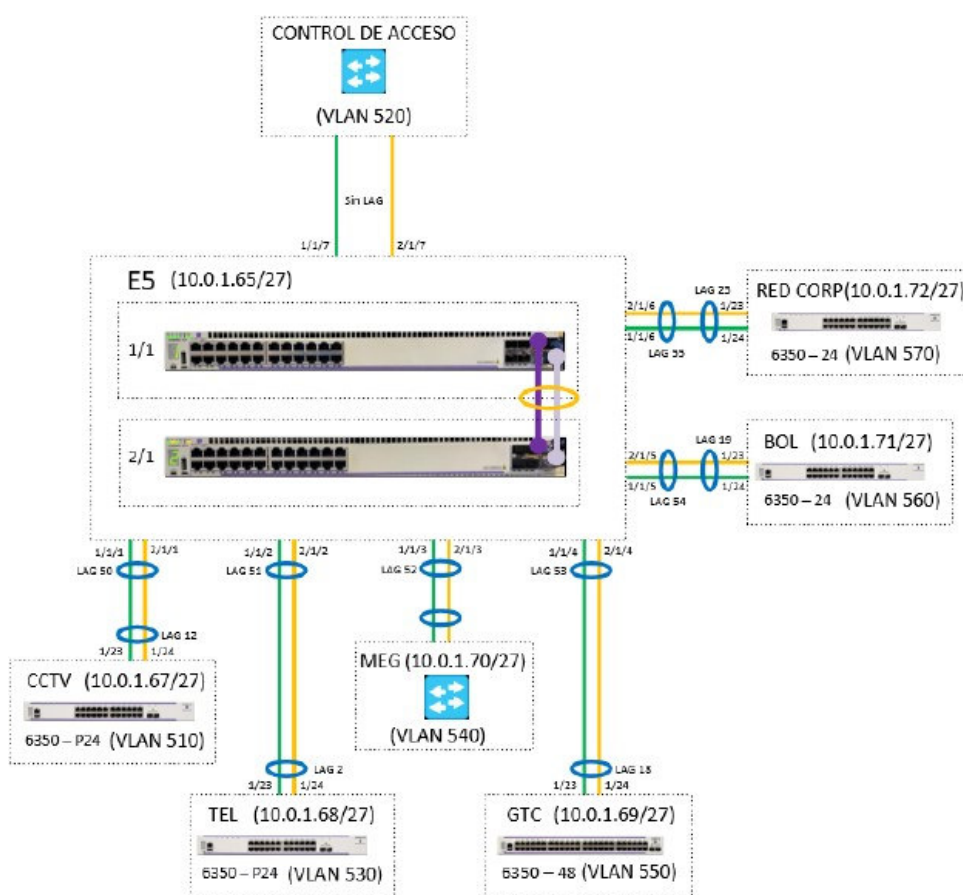 CONTROL DE ACCESO
(VLAN 520)
Sin LAG
1/1/7 2/1/7
E5 (10.0.1.65/27)
1/1
2/1
LAG 25
2/1/6 1/23
1/1/6 1/24
LAG 55
RED CORP(10.0.1.72/27)
6350 – 24 (VLAN 570)
LAG 19
2/1/5 1/23
1/1/5 1/24
LAG 54
BOL (10.0.1.71/27)
6350 – 24 (VLAN 560)
1/1/1 2/1/1
LAG 50
LAG 12
1/23 1/24
CCTV (10.0.1.67/27)
6350 – P24 (VLAN 510)
1/1/2 2/1/2
LAG 51
LAG 2
1/23 1/24
TEL (10.0.1.68/27)
6350 – P24 (VLAN 530)
1/1/3 2/1/3
LAG 52
MEG (10.0.1.70/27)
(VLAN 540)
1/1/4 2/1/4
LAG 53
LAG 18
1/23 1/24
GTC (10.0.1.69/27)
6350 – 48 (VLAN 550)